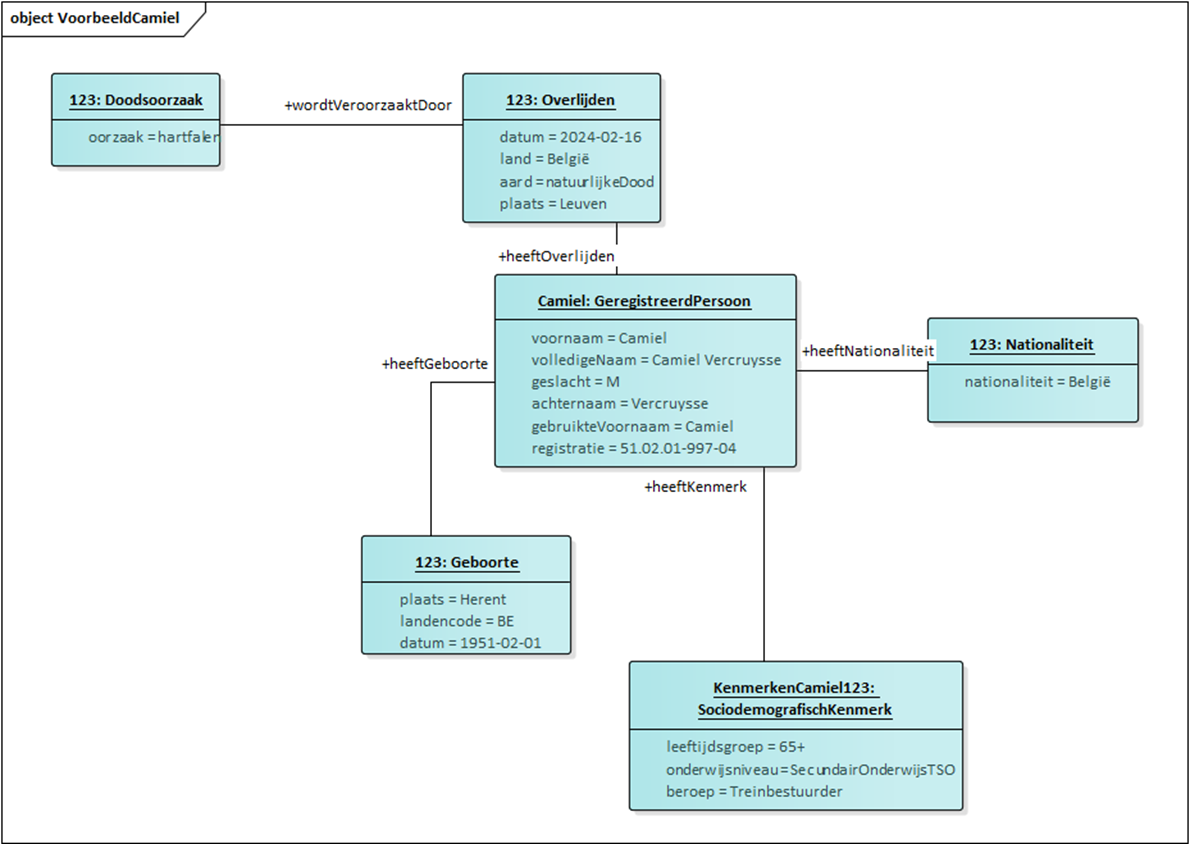 object VoorbeeldCamiel
123: Doodsoorzaak
oorzaak = hartfalen
+wordtVeroorzaaktDoor
123: Overlijden
datum = 2024-02-16
land = België
aard = natuurlijkeDood
plaats = Leuven
+heeftOverlijden
Camiel: GeregistreerdPersoon
voornaam = Camiel
volledigeNaam = Camiel Vercruysse
geslacht = M
achternaam = Vercruysse
gebruikteVoornaam = Camiel
registratie = 51.02.01-997-04
+heeftNationaliteit
123: Nationaliteit
nationaliteit = België
+heeftGeboorte
123: Geboorte
plaats = Herent
landencode = BE
datum = 1951-02-01
+heeftKenmerk
KenmerkenCamiel123:
SociodemografischKenmerk
leeftijdsgroep = 65+
onderwijsniveau = SecundairOnderwijsTSO
beroep = Treinbestuurder